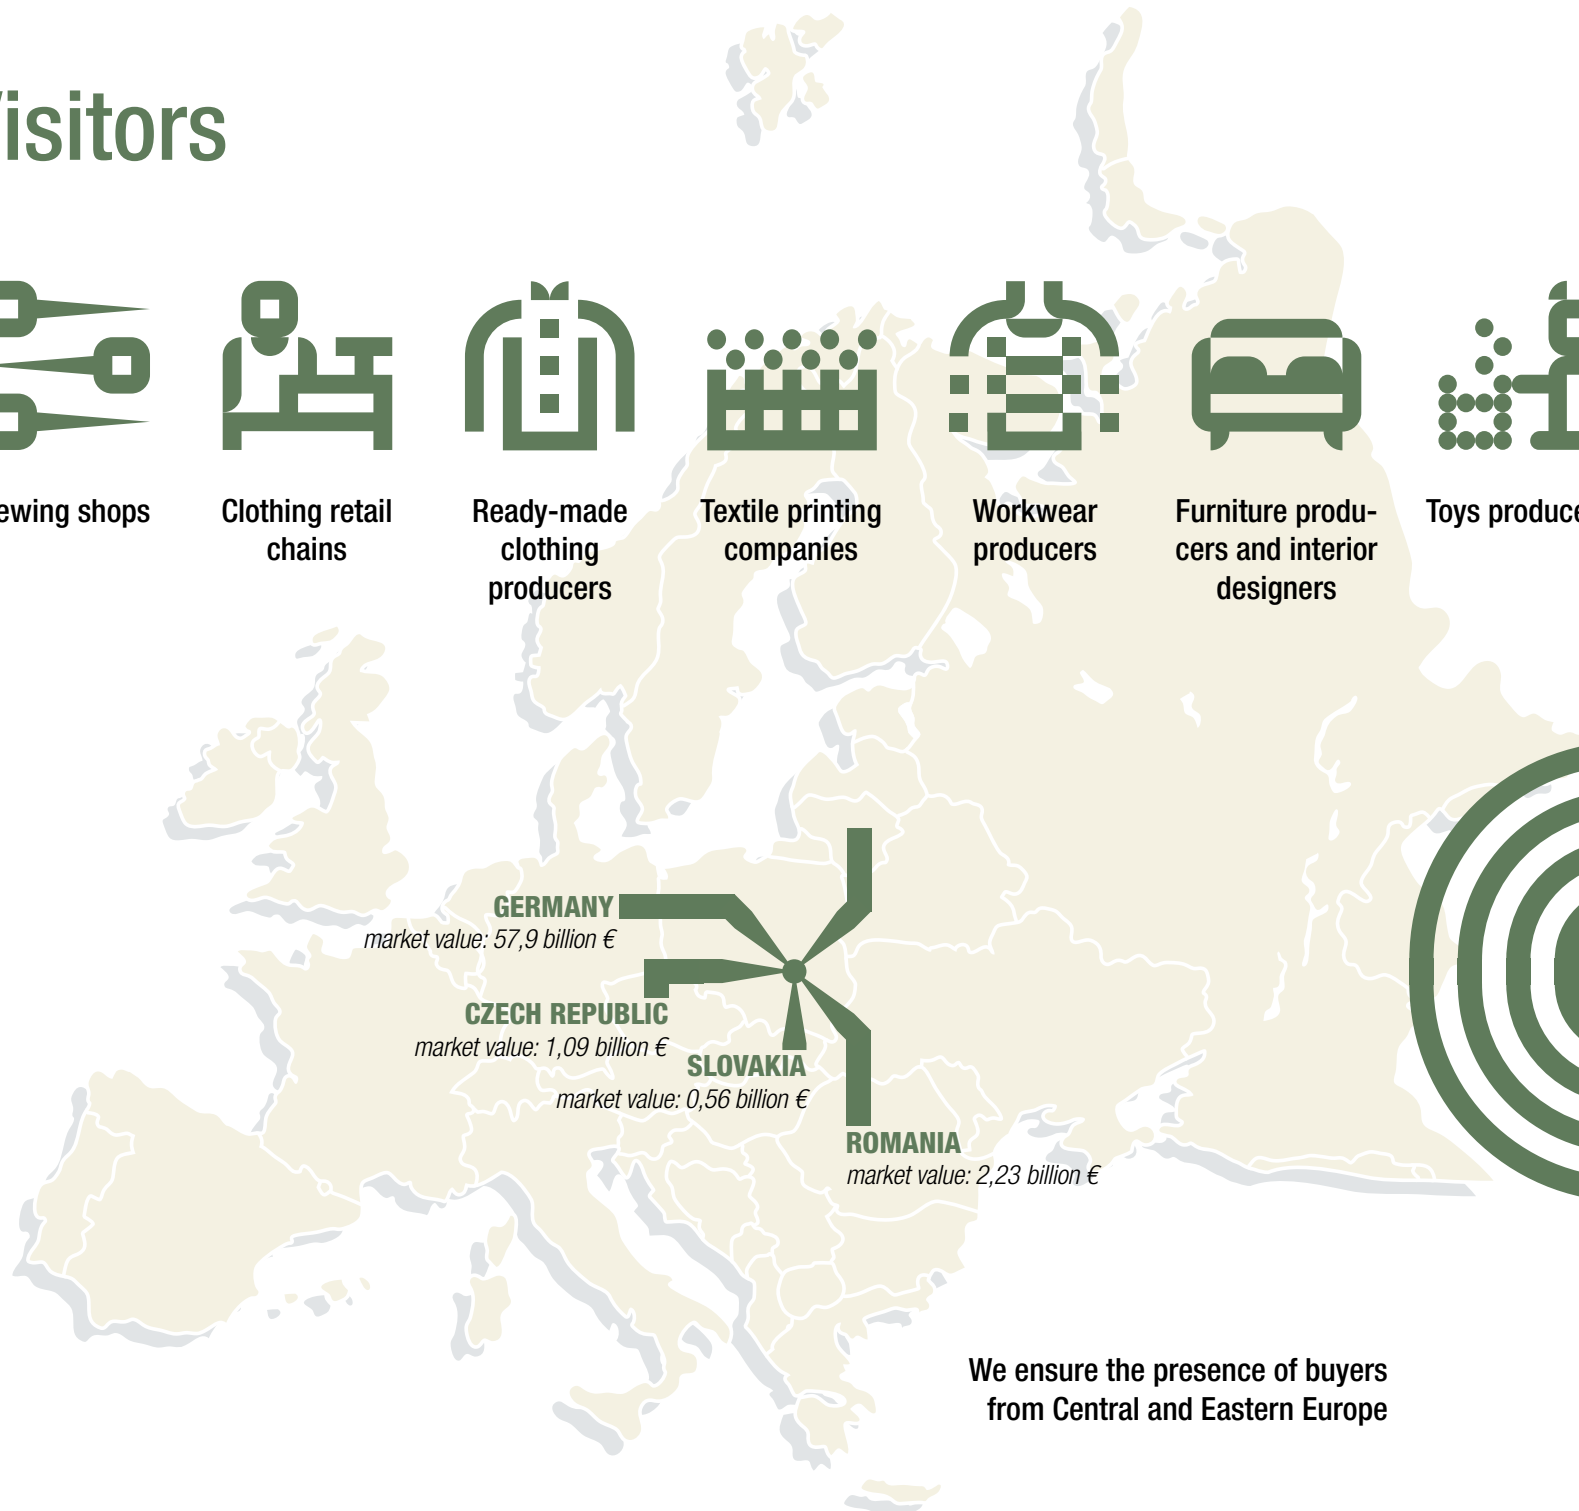 isitors
ewing shops
Clothing retail
chains
Ready-made
clothing
producers
Textile printing
companies
Workwear
producers
Furniture produ-
cers and interior
designers
Toys produce
GERMANY
market value: 57,9 billion €
CZECH REPUBLIC
market value: 1,09 billion €
SLOVAKIA
market value: 0,56 billion €
ROMANIA
market value: 2,23 billion €
We ensure the presence of buyers
from Central and Eastern Europe